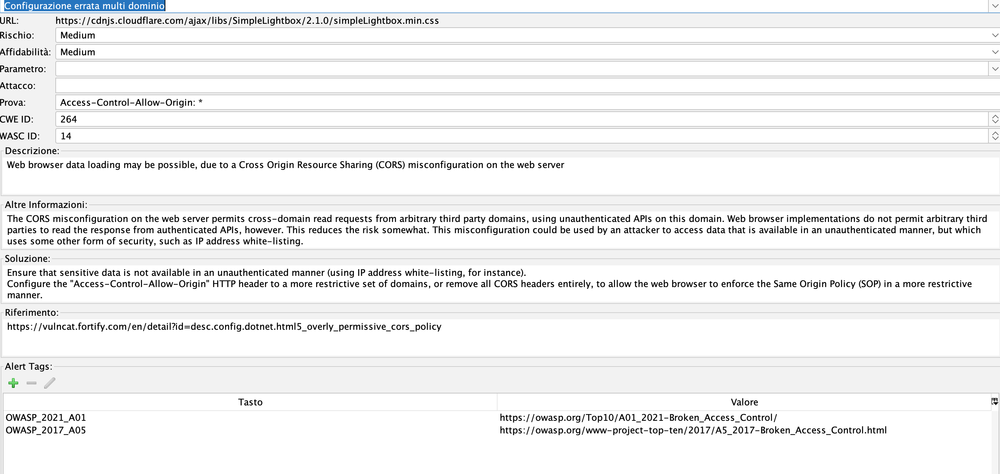 Configurazione errata multi dominio
URL: https://cdnjs.cloudflare.com/ajax/libs/SimpleLightbox/2.1.0/simpleLightbox.min.css
Rischio: Medium
Affidabilità: Medium
Parametro:
Attacco:
Prova: Access-Control-Allow-Origin: *
CWE ID: 264
WASC ID: 14
Descrizione:
Web browser data loading may be possible, due to a Cross Origin Resource Sharing (CORS) misconfiguration on the web server
Altre Informazioni:
The CORS misconfiguration on the web server permits cross-domain read requests from arbitrary third party domains, using unauthenticated APIs on this domain. Web browser implementations do not permit arbitrary third
parties to read the response from authenticated APIs, however. This reduces the risk somewhat. This misconfiguration could be used by an attacker to access data that is available in an unauthenticated manner, but which
uses some other form of security, such as IP address white-listing.
Soluzione:
Ensure that sensitive data is not available in an unauthenticated manner (using IP address white-listing, for instance).
Configure the "Access-Control-Allow-Origin" HTTP header to a more restrictive set of domains, or remove all CORS headers entirely, to allow the web browser to enforce the Same Origin Policy (SOP) in a more restrictive
manner.
Riferimento:
https://vulncat.fortify.com/en/detail?id=desc.config.dotnet.html5_overly_permissive_cors_policy
Alert Tags:
Tasto Valore
OWASP_2021_A01 https://owasp.org/Top10/A01_2021-Broken_Access_Control/
OWASP_2017_A05 https://owasp.org/www-project-top-ten/2017/A5_2017-Broken_Access_Control.html